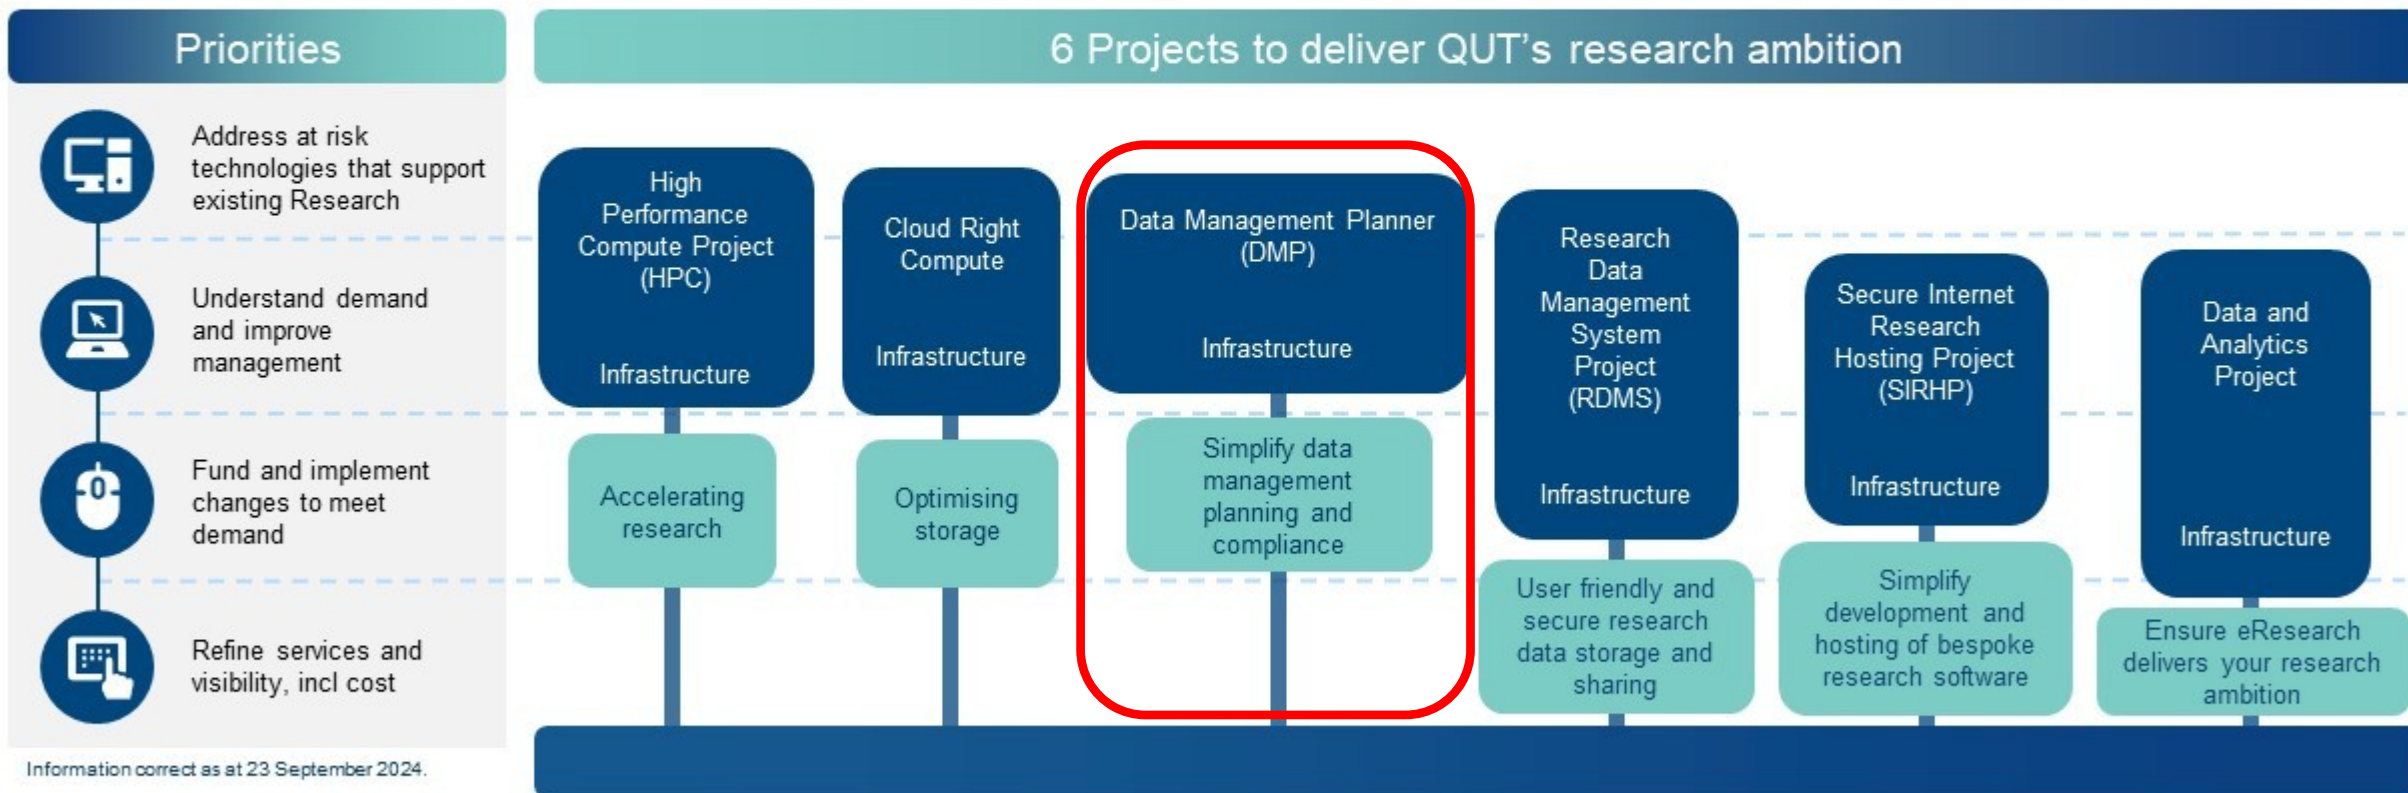 Priorities
6 Projects to deliver QUT's research ambition
Address at risk
technologies that support
existing Research
Understand demand
and improve
management
Fund and implement
changes to meet
demand
Refine services and
visibility, incl cost
High
Performance
Compute Project
(HPC)
Infrastructure
Accelerating
research
Cloud Right
Compute
Infrastructure
Optimising
storage
Data Management Planner
(DMP)
Infrastructure
Simplify data
management
planning and
compliance
Research
Data
Management
System
Project
(RDMS)
Infrastructure
User friendly and
secure research
data storage and
sharing
Secure Internet
Research
Hosting Project
(SIRHP)
Infrastructure
Simplify
development and
hosting of bespoke
research software
Data and
Analytics
Project
Infrastructure
Ensure eResearch
delivers your research
ambition
Information correct as at 23 September 2024.